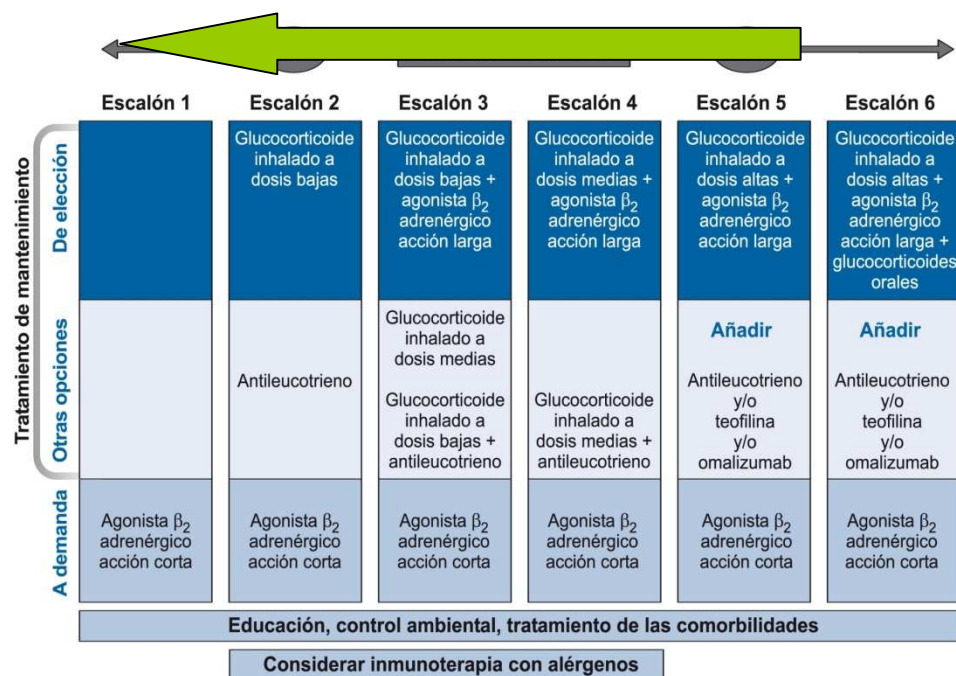 Escalón 1
Escalón 2
Escalón 3
Escalón 4
Escalón 5
Escalón 6
Tratamiento de mantenimiento
De elección
Glucocorticoide
inhalado a
dosis bajas
Glucocorticoide
inhalado a
dosis bajas +
agonista β2
adrenérgico
acción larga
Glucocorticoide
inhalado a
dosis medias +
agonista β2
adrenérgico
acción larga
Glucocorticoide
inhalado a
dosis altas +
agonista β2
adrenérgico
acción larga
Glucocorticoide
inhalado a
dosis altas +
agonista β2
adrenérgico
acción larga +
glucocorticoides
orales
Otras opciones
Antileucotrieno
Glucocorticoide
inhalado a
dosis medias
Glucocorticoide
inhalado a
dosis bajas +
antileucotrieno
Glucocorticoide
inhalado a
dosis medias +
antileucotrieno
Añadir
Antileucotrieno
y/o
teofilina
y/o
omalizumab
Añadir
Antileucotrieno
y/o
teofilina
y/o
omalizumab
A demanda
Agonista β2
adrenérgico
acción corta
Agonista β2
adrenérgico
acción corta
Agonista β2
adrenérgico
acción corta
Agonista β2
adrenérgico
acción corta
Agonista β2
adrenérgico
acción corta
Agonista β2
adrenérgico
acción corta
Educación, control ambiental, tratamiento de las comorbilidades
Considerar inmunoterapia con alérgenos